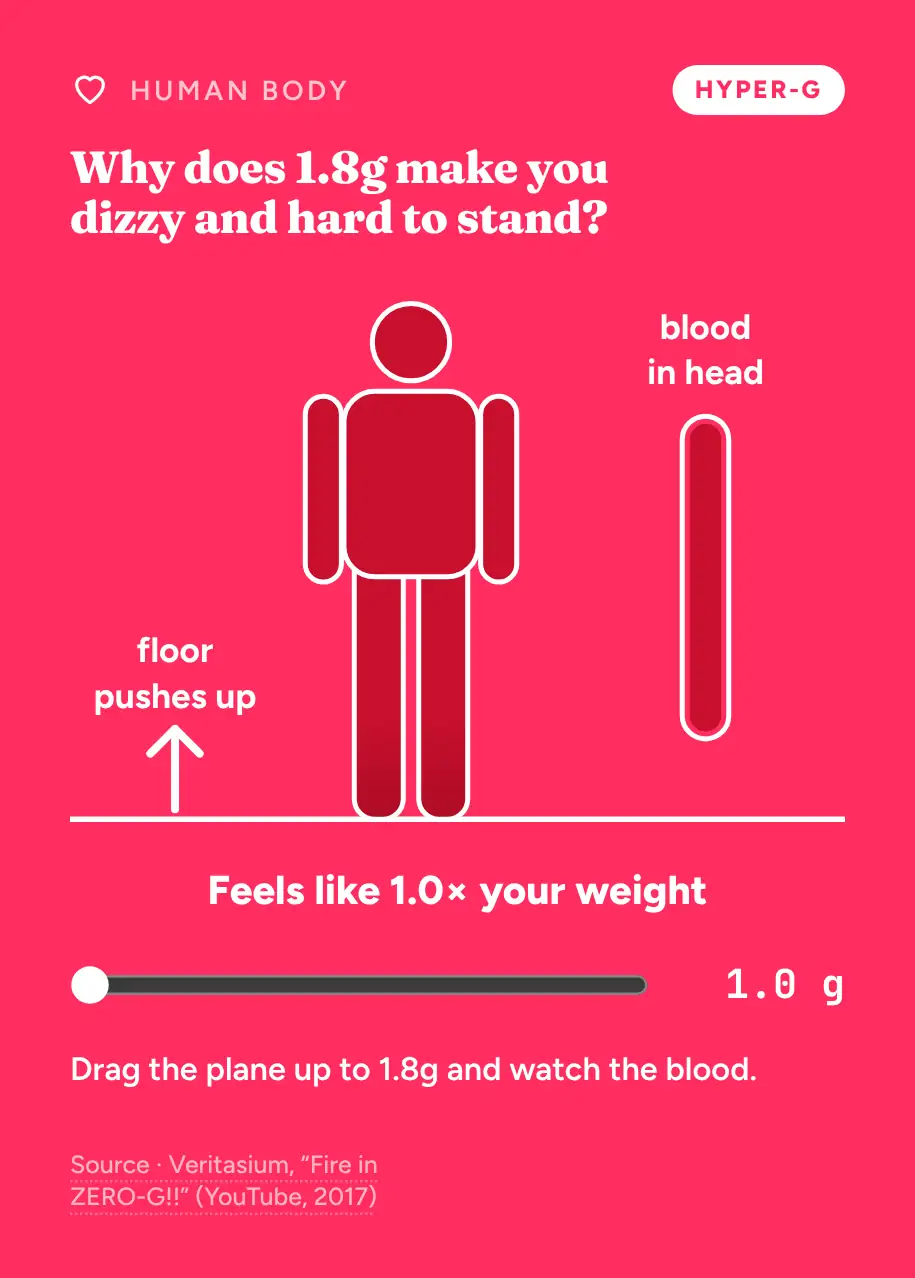 HUMAN BODY
HYPER-G
Why does 1.8g make you
dizzy and hard to stand?
blood
in head
floor
pushes up
Feels like 1.0× your weight
1.0 g
Drag the plane up to 1.8g and watch the blood.
Source · Veritasium, “Fire in
ZERO-G!!” (YouTube, 2017)